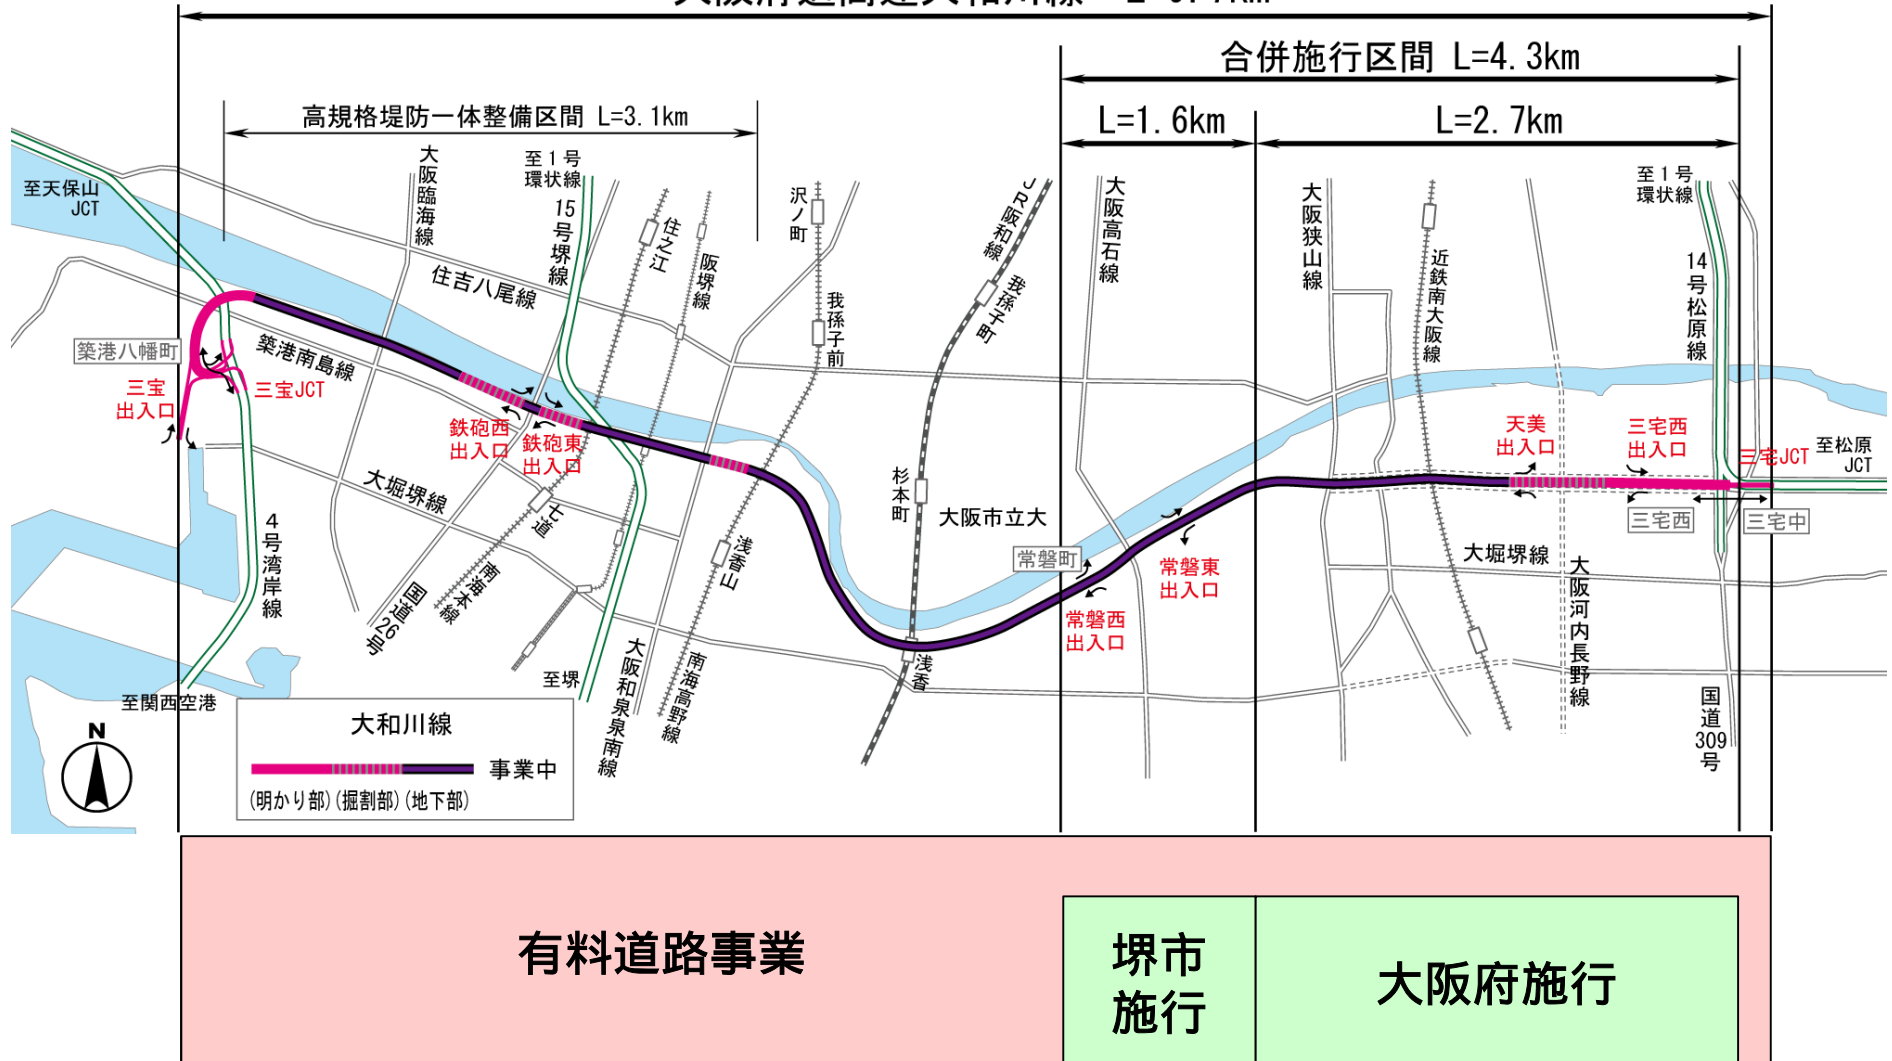 合併施行区間 L=4.3km
高規格堤防一体整備区間 L=3.1km
L=1.6km
L=2.7km
至天保山
JCT
大阪臨海線
至1号
環状線
15号堺線
住之江
阪堺線
沢ノ町
我孫子前
JR阪和線
我孫子町
大阪高石線
大阪狭山線
近鉄南大阪線
至1号
環状線
14号松原線
住吉八尾線
築港八幡町
築港南島線
三宝
出入口
三宝JCT
鉄砲西
出入口
鉄砲東
出入口
天美
出入口
三宅西
出入口
三宅JCT
至松原
JCT
大堀堺線
七道
杉本町
大阪市立大
三宅西
三宅中
4号湾岸線
南海本線
国道26号
浅香山
常磐町
常磐東
出入口
常磐西
出入口
大堀堺線
大阪河内長野線
至関西空港
至堺
大阪和泉泉南線
南海高野線
浅香
国道309号
N
大和川線
事業中
(明かり部)(掘割部)(地下部)
有料道路事業
堺市
施行
大阪府施行